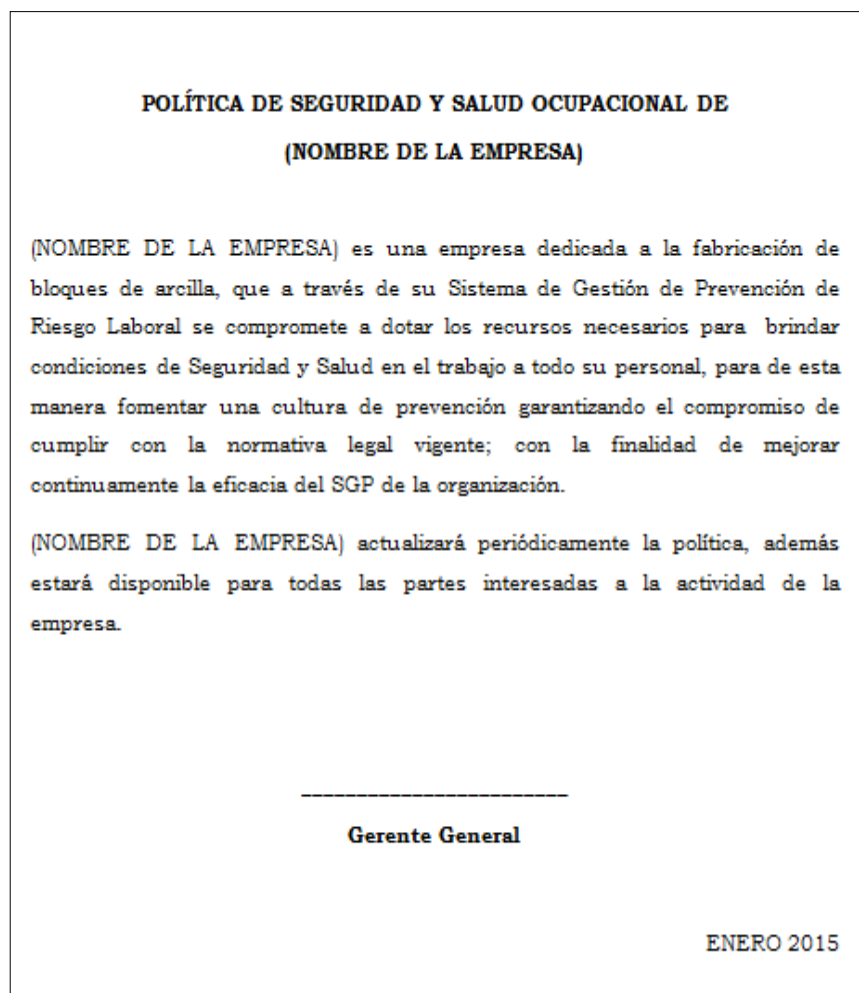 POLÍTICA DE SEGURIDAD Y SALUD OCUPACIONAL DE
(NOMBRE DE LA EMPRESA)
(NOMBRE DE LA EMPRESA) es una empresa dedicada a la fabricación de
bloques de arcilla, que a través de su Sistema de Gestión de Prevención de
Riesgo Laboral se compromete a dotar los recursos necesarios para brindar
condiciones de Seguridad y Salud en el trabajo a todo su personal, para de esta
manera fomentar una cultura de prevención garantizando el compromiso de
cumplir con la normativa legal vigente; con la finalidad de mejorar
continuamente la eficacia del SGP de la organización.
(NOMBRE DE LA EMPRESA) actualizará periódicamente la política, además
estará disponible para todas las partes interesadas a la actividad de la
empresa.
________________________
Gerente General
ENERO 2015